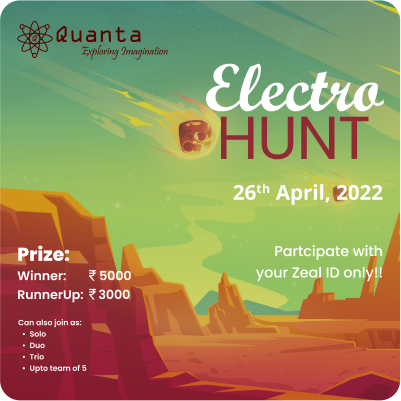 Quanta
Exploring Imagination
Electro
HUNT
26th April, 2022
Prize:
Winner: ₹ 5000
RunnerUp: ₹ 3000
Partcipate with
your Zeal ID only!!
Can also join as:
• Solo
• Duo
• Trio
• Upto team of 5